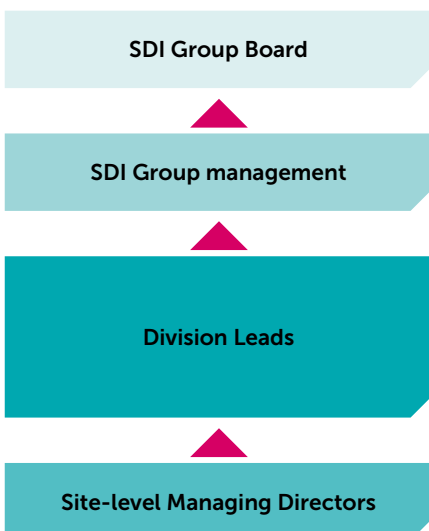 SDI Group Board
SDI Group management
Division Leads
Site-level Managing Directors